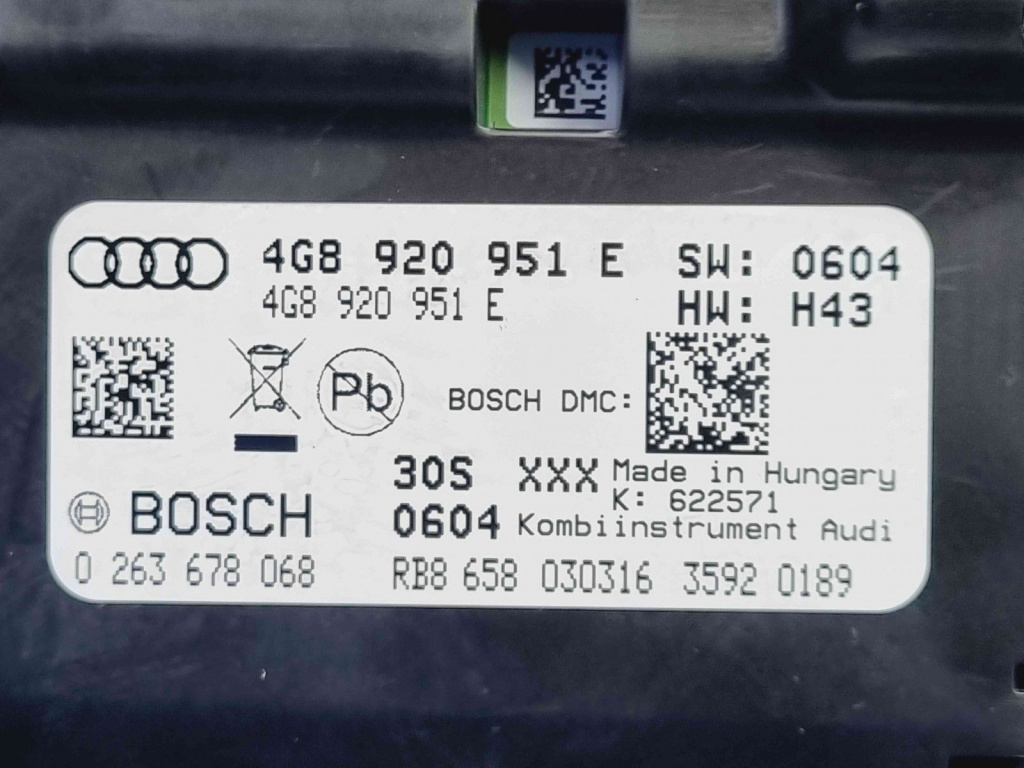 4G8 920 951 E SW: 0604
4G8 920 951 E HW: H43
Pb
BOSCH DMC:
30S XXX Made in Hungary
K: 622571
BOSCH 0604 Kombiinstrument Audi
0 263 678 068 RB8 658 030316 3592 0189